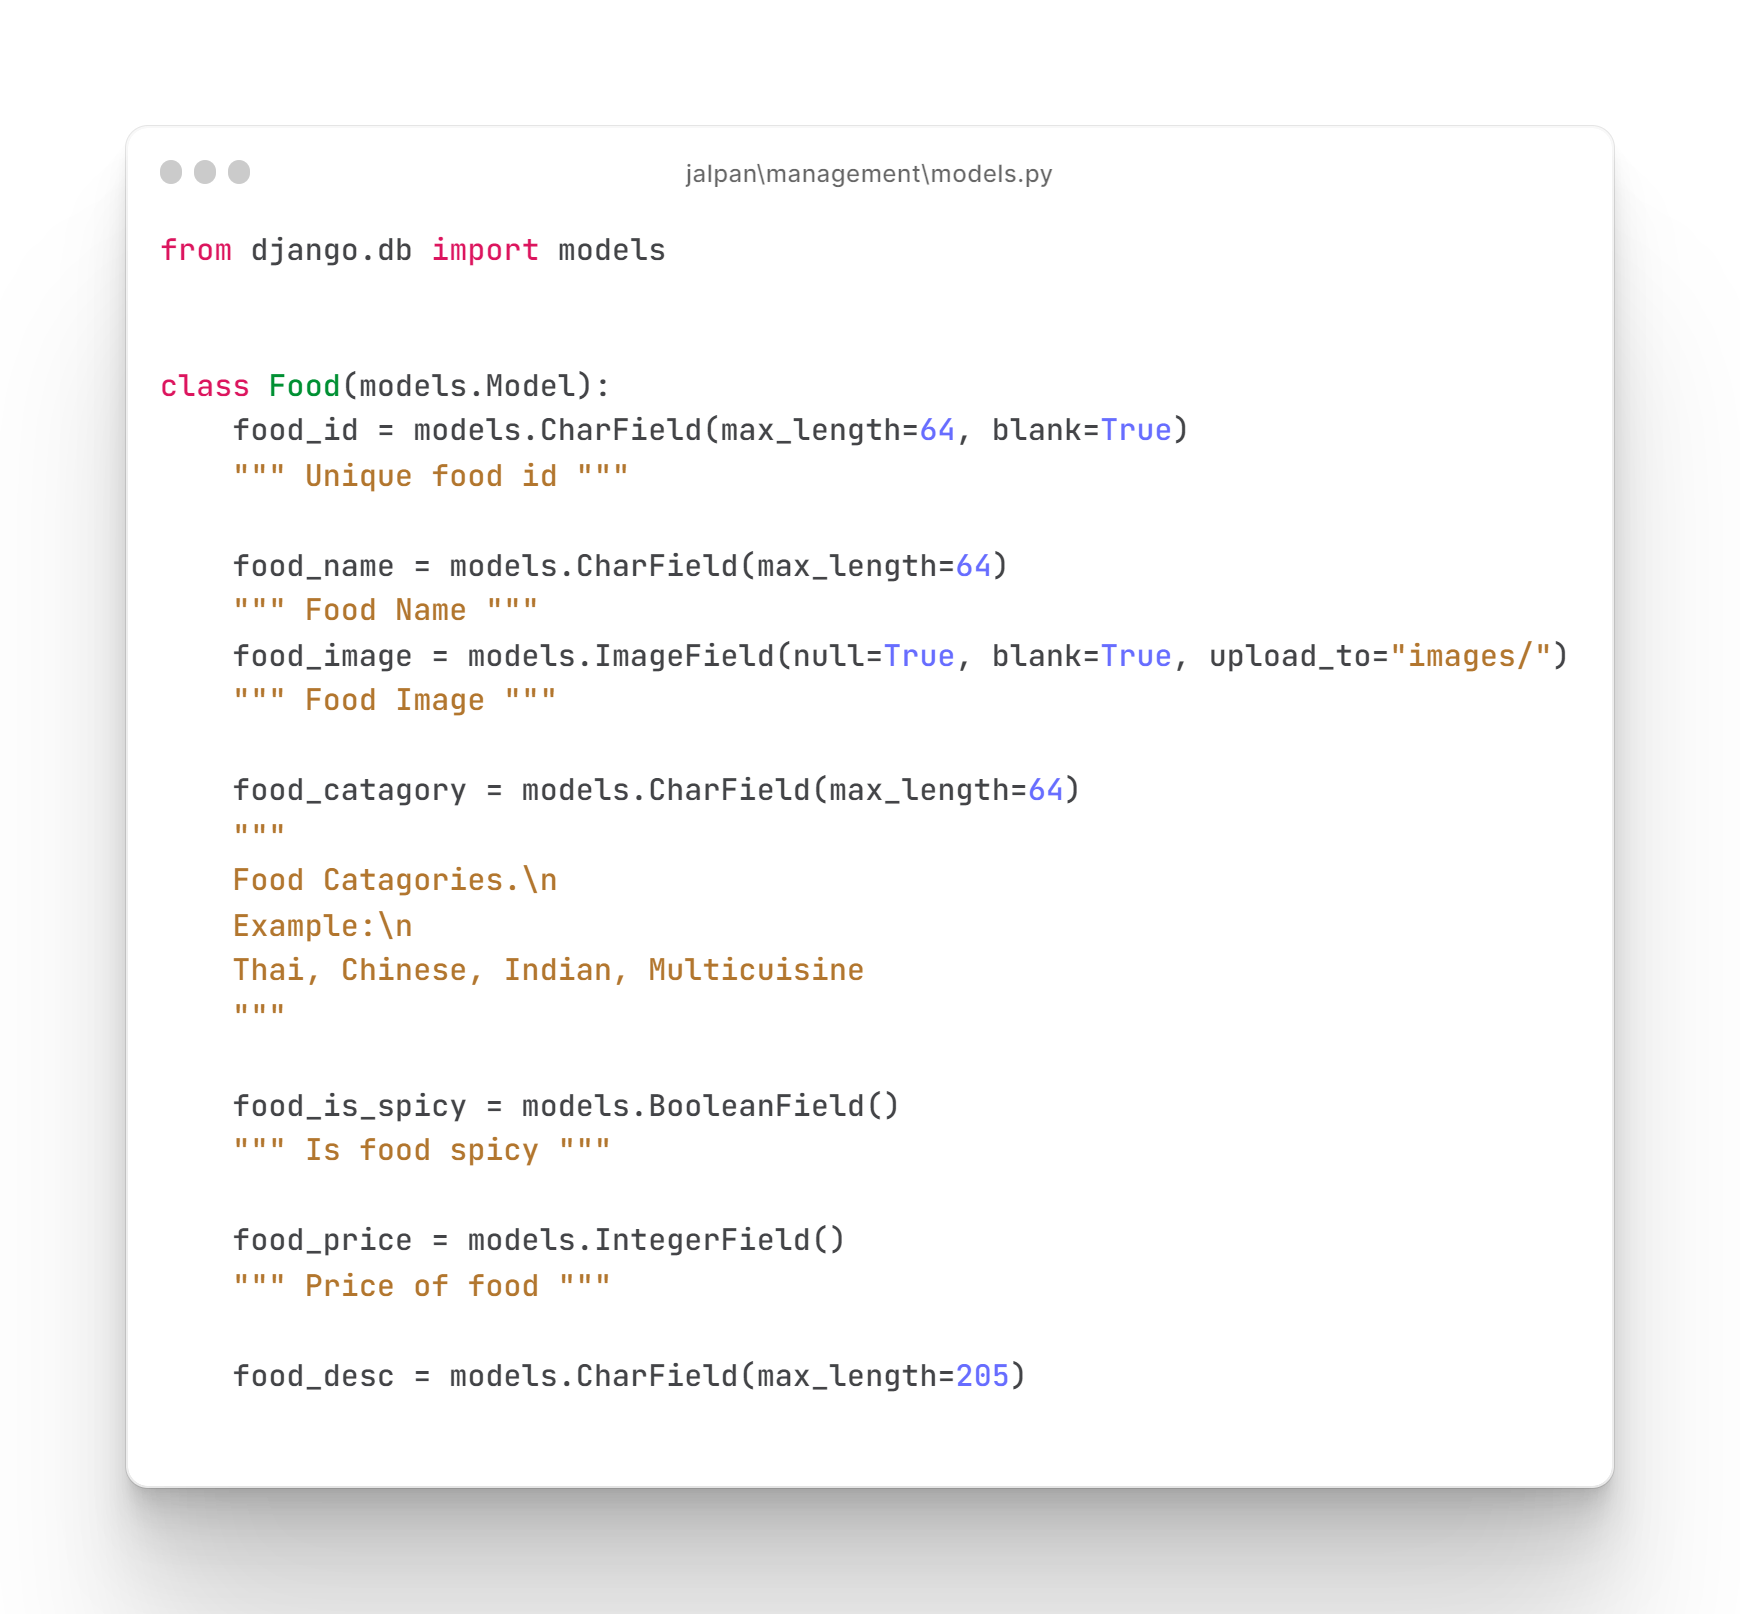 jalpan\management\models.py
from django.db import models
class Food(models.Model):
    food_id = models.CharField(max_length=64, blank=True)
    """ Unique food id """
    food_name = models.CharField(max_length=64)
    """ Food Name """
    food_image = models.ImageField(null=True, blank=True, upload_to="images/")
    """ Food Image """
    food_catagory = models.CharField(max_length=64)
    """
    Food Catagories.\n
    Example:\n
    Thai, Chinese, Indian, Multicuisine
    """
    food_is_spicy = models.BooleanField()
    """ Is food spicy """
    food_price = models.IntegerField()
    """ Price of food """
    food_desc = models.CharField(max_length=205)